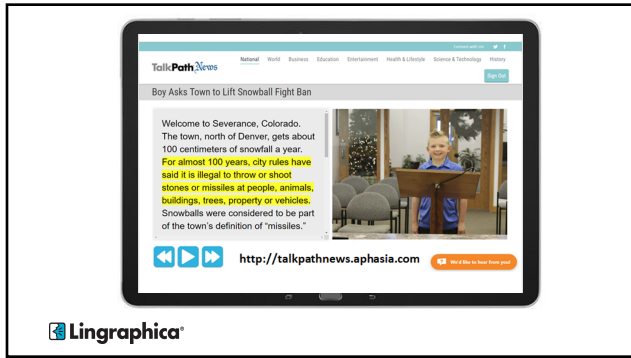 Connect with Us:
TalkPath News
National World Business Education Entertainment Health & Lifestyle Science & Technology History
Sign Out
Boy Asks Town to Lift Snowball Fight Ban
Welcome to Severance, Colorado.
The town, north of Denver, gets about
100 centimeters of snowfall a year.
For almost 100 years, city rules have
said it is illegal to throw or shoot
stones or missiles at people, animals,
buildings, trees, property or vehicles.
Snowballs were considered to be part
of the town's definition of “missiles.”
http://talkpathnews.aphasia.com
We'd like to hear from you!
Lingraphica®